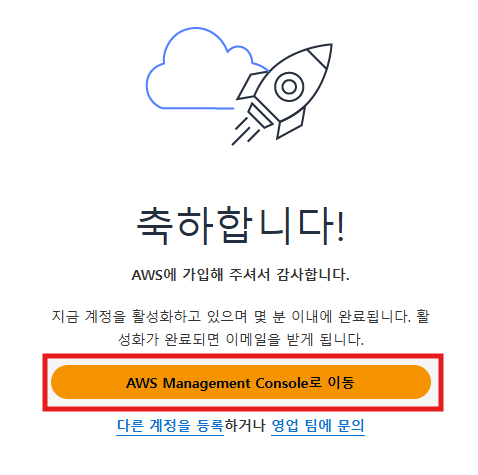 축하합니다!
AWS에 가입해 주셔서 감사합니다.
지금 계정을 활성화하고 있으며 몇 분 이내에 완료됩니다. 활
성화가 완료되면 이메일을 받게 됩니다.
AWS Management Console로 이동
다른 계정을 등록하거나 영업 팀에 문의